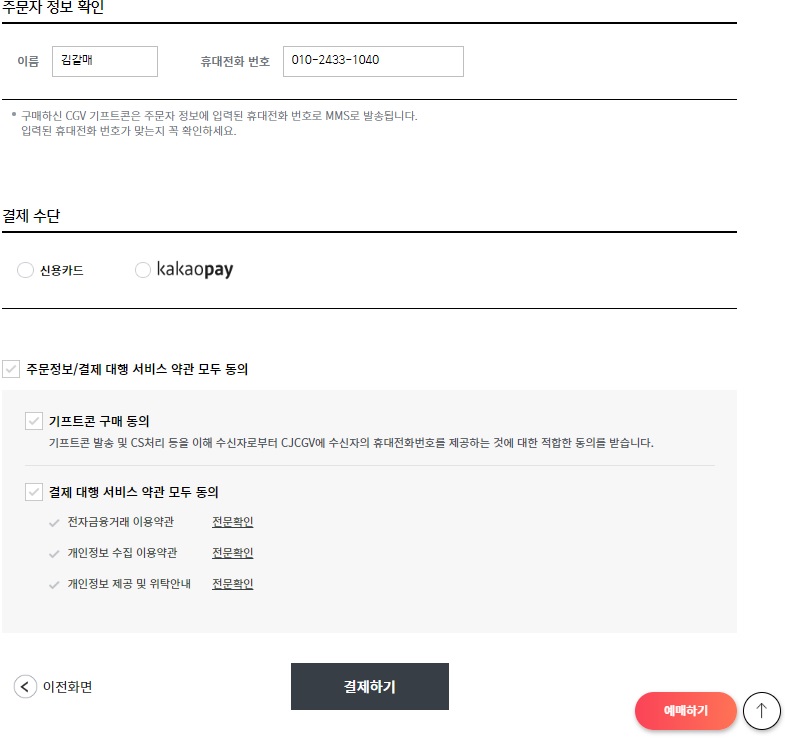 주문자 정보 확인
이름 김갈매 휴대전화 번호 010-2433-1040
구매하신 CGV 기프트콘은 주문자 정보에 입력된 휴대전화 번호로 MMS로 발송됩니다.
입력된 휴대전화 번호가 맞는지 꼭 확인하세요.
결제 수단
신용카드 kakaopay
주문정보/결제 대행 서비스 약관 모두 동의
기프트콘 구매 동의
기프트콘 발송 및 CS처리 등을 이해 수신자로부터 CJCGV에 수신자의 휴대전화번호를 제공하는 것에 대한 적합한 동의를 받습니다.
결제 대행 서비스 약관 모두 동의
전자금융거래 이용약관 전문확인
개인정보 수집 이용약관 전문확인
개인정보 제공 및 위탁안내 전문확인
이전화면 결제하기
예매하기